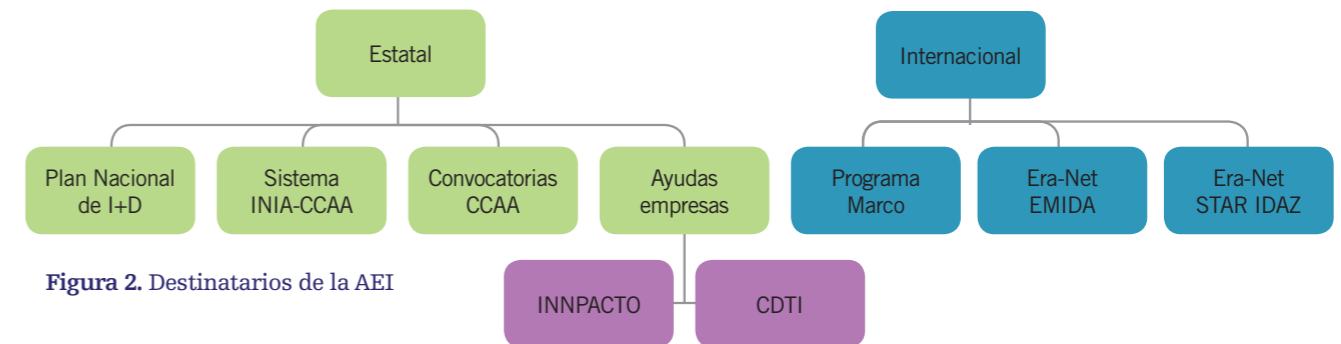 Estatal
Internacional
Plan Nacional
de I+D
Sistema
INIA-CCAA
Convocatorias
CCAA
Ayudas
empresas
Programa
Marco
Era-Net
EMIDA
Era-Net
STAR IDAZ
Figura 2. Destinatarios de la AEI
INNPACTO
CDTI